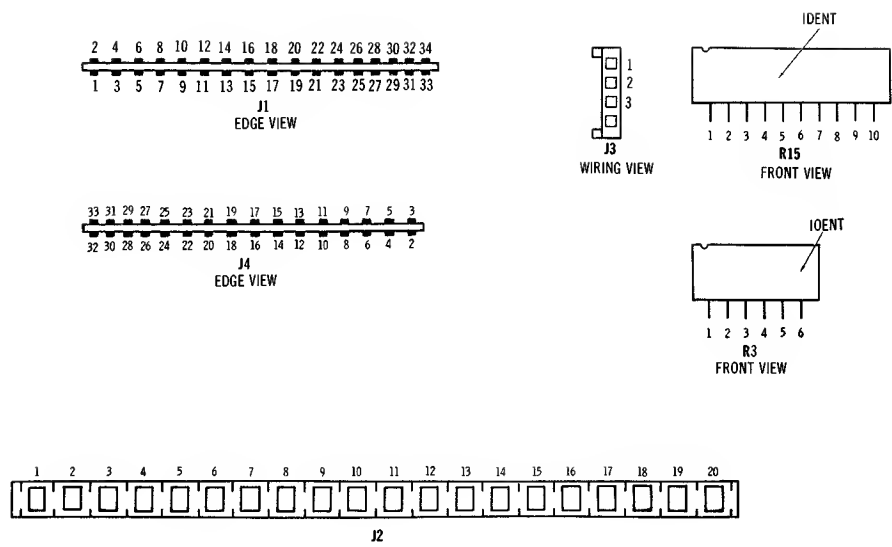 2 4 6 8 10 12 14 16 18 20 22 24 26 28 30 32 34
1 3 5 7 9 11 13 15 17 19 21 23 25 27 29 31 33
J1
EDGE VIEW
33 31 29 27 25 23 21 19 17 15 13 11 9 7 5 3
32 30 28 26 24 22 20 18 16 14 12 10 8 6 4 2
J4
EDGE VIEW
1
2
3
J3
WIRING VIEW
IDENT
1 2 3 4 5 6 7 8 9 10
R15
FRONT VIEW
IOENT
1 2 3 4 5 6
R3
FRONT VIEW
1 2 3 4 5 6 7 8 9 10 11 12 13 14 15 16 17 18 19 20
J2